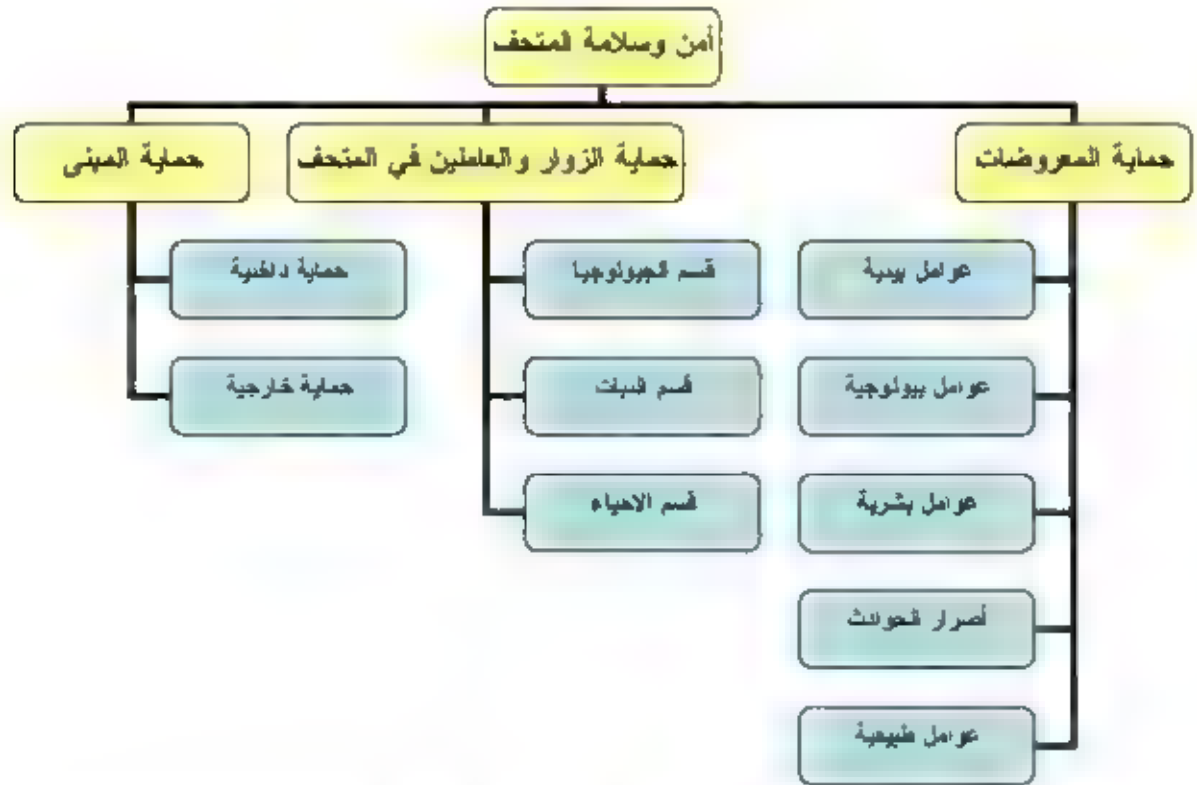 أمن وسلامة المتحف
حماية المعروضات
حماية الزوار والعاملين في المتحف
حماية المبنى
عوامل بيئية
عوامل بيولوجية
عوامل بشرية
أضرار الحوادث
عوامل طبيعية
قسم الجيولوجيا
قسم النبات
قسم الاحياء
حماية داخلية
حماية خارجية